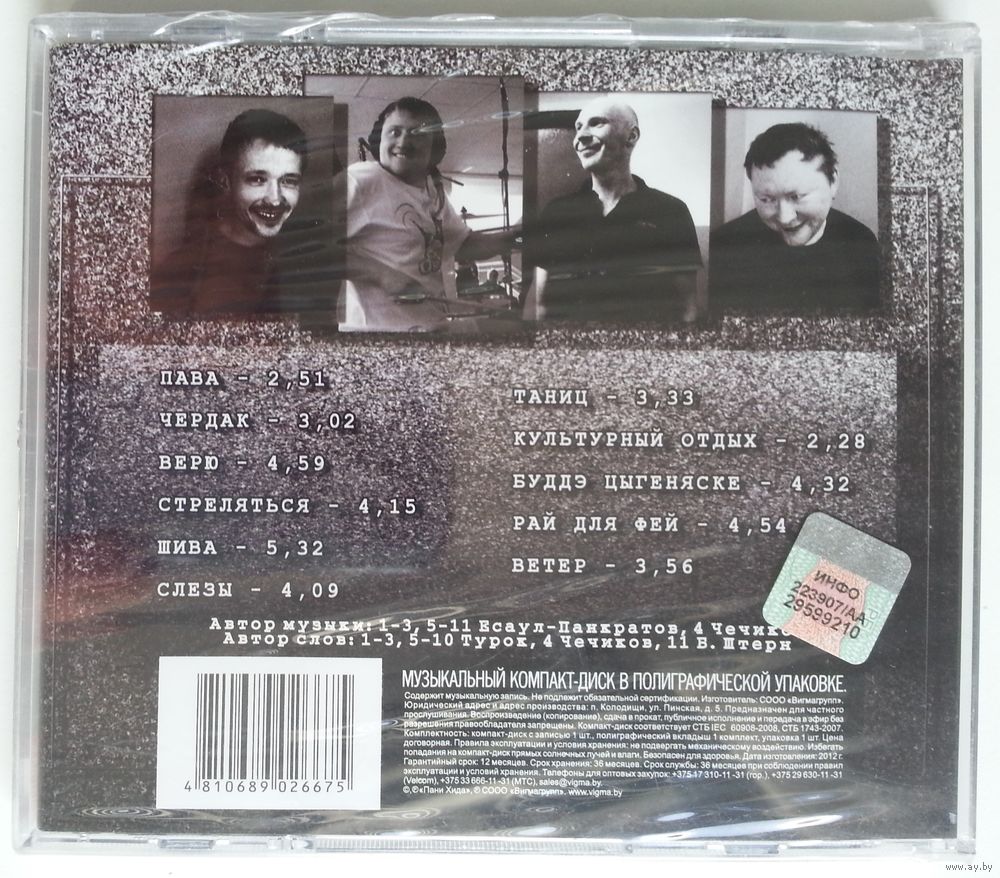 ПАВА - 2,51
ЧЕРДАК - 3,02
ВЕРЮ - 4,59
СТРЕЛЯТЬСЯ - 4,15
ШИВА - 5,32
СЛЕЗЫ - 4,09
ТАНИЦ - 3,33
КУЛЬТУРНЫЙ ОТДЫХ - 2,28
БУДДЭ ЦЫГЕНЯСКЕ - 4,32
РАЙ ДЛЯ ФЕЙ - 4,54
ВЕТЕР - 3,56
ИНФО
223907/АА
29599210
Автор музыки: 1-3, 5-11 Есаул-Панкратов, 4
Автор слов: 1-3, 5-10 Турок, 4 Чечиков, 11 Б. Штерн
4 810689 026675
МУЗЫКАЛЬНЫЙ КОМПАКТ-ДИСК В ПОЛИГРАФИЧЕСКОЙ УПАКОВКЕ.
Содержит музыкальную запись. Не подлежит обязательной сертификации. Изготовитель: СООО «Вигмагрупп».
Юридический адрес и адрес производства: п. Колодищи, ул. Минская, д. 5. Предназначен для частного
прослушивания. Воспроизведение (копирование), сдача в прокат, публичное исполнение и передача в эфир без
разрешения правообладателя запрещены. Компакт-диск соответствует СТБ IEC 60908-2008, СТБ 1743-2007.
Комплектность: компакт-диск с записью 1 шт., полиграфический вкладыш 1 комплект, упаковка 1 шт. Цена
договорная. Правила эксплуатации и условия хранения: не подвергать механическому воздействию. Избегать
попадания на компакт-диск прямых солнечных лучей и влаги. Безопасен для здоровья. Дата изготовления: 2012 г.
Гарантийный срок: 12 месяцев. Срок хранения: 36 месяцев. Срок службы: 36 месяцев при соблюдении правил
эксплуатации и условий хранения. Телефоны для оптовых закупок: +375 17 310-11-31 (гор.), +375 29 630-11-31
(Velcom), +375 33 666-11-31 (МТС). sales@vigma.by
©,℗«Пани Хида», ℗ СООО «Вигмагрупп». www.vigma.by
www.ay.by